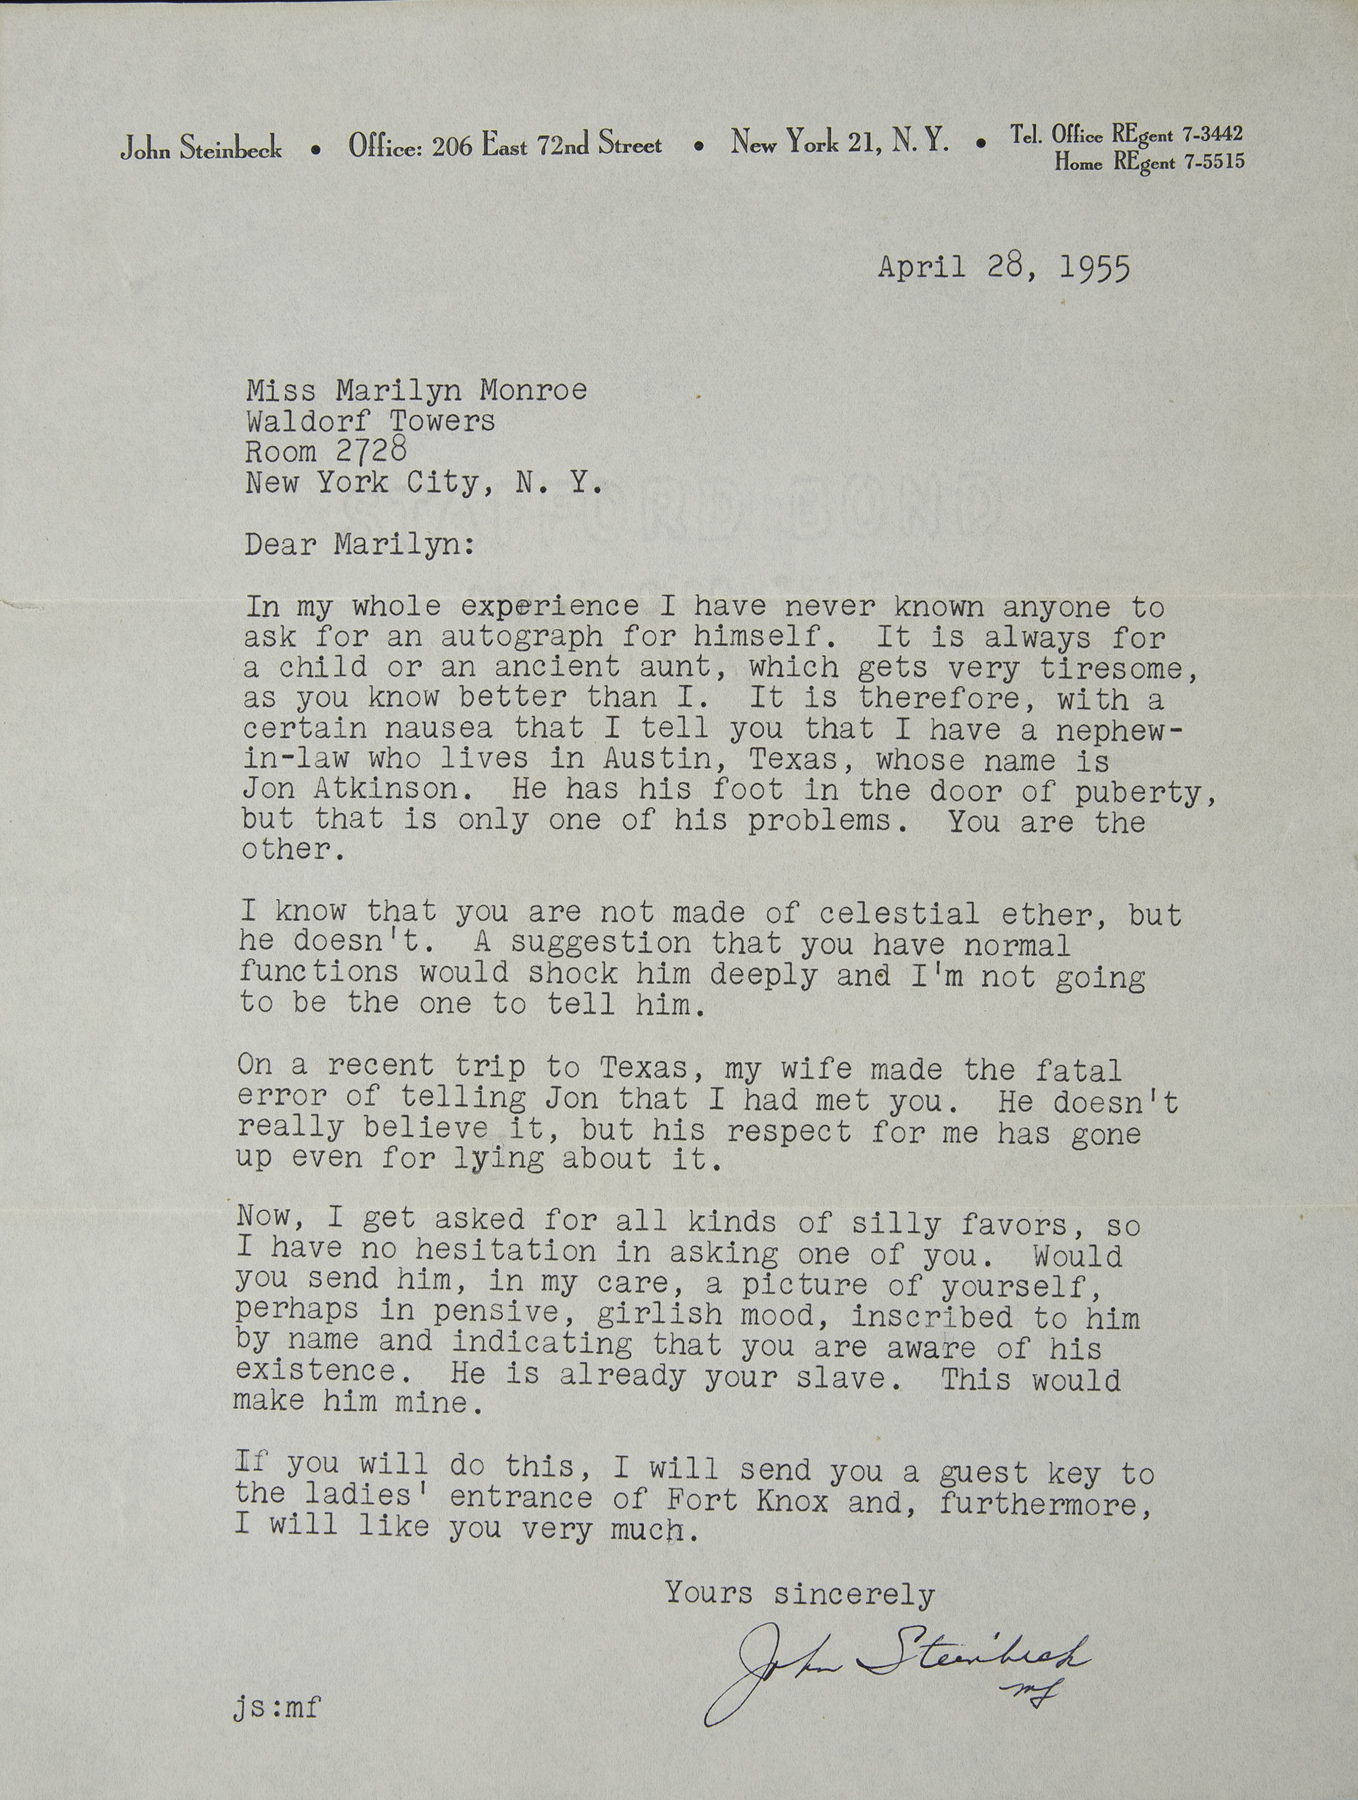 John Steinbeck • Office: 206 East 72nd Street • New York 21, N. Y. • Tel. Office REgent 7-3442
Home REgent 7-5515
April 28, 1955
Miss Marilyn Monroe
Waldorf Towers
Room 2728
New York City, N. Y.
STAFFORD BOND
Dear Marilyn:
In my whole experience I have never known anyone to
ask for an autograph for himself. It is always for
a child or an ancient aunt, which gets very tiresome,
as you know better than I. It is therefore, with a
certain nausea that I tell you that I have a nephew-
in-law who lives in Austin, Texas, whose name is
Jon Atkinson. He has his foot in the door of puberty,
but that is only one of his problems. You are the
other.
I know that you are not made of celestial ether, but
he doesn't. A suggestion that you have normal
functions would shock him deeply and I'm not going
to be the one to tell him.
On a recent trip to Texas, my wife made the fatal
error of telling Jon that I had met you. He doesn't
really believe it, but his respect for me has gone
up even for lying about it.
Now, I get asked for all kinds of silly favors, so
I have no hesitation in asking one of you. Would
you send him, in my care, a picture of yourself,
perhaps in pensive, girlish mood, inscribed to him
by name and indicating that you are aware of his
existence. He is already your slave. This would
make him mine.
If you will do this, I will send you a guest key to
the ladies' entrance of Fort Knox and, furthermore,
I will like you very much.
Yours sincerely
John Steinbeck
mf
js:mf